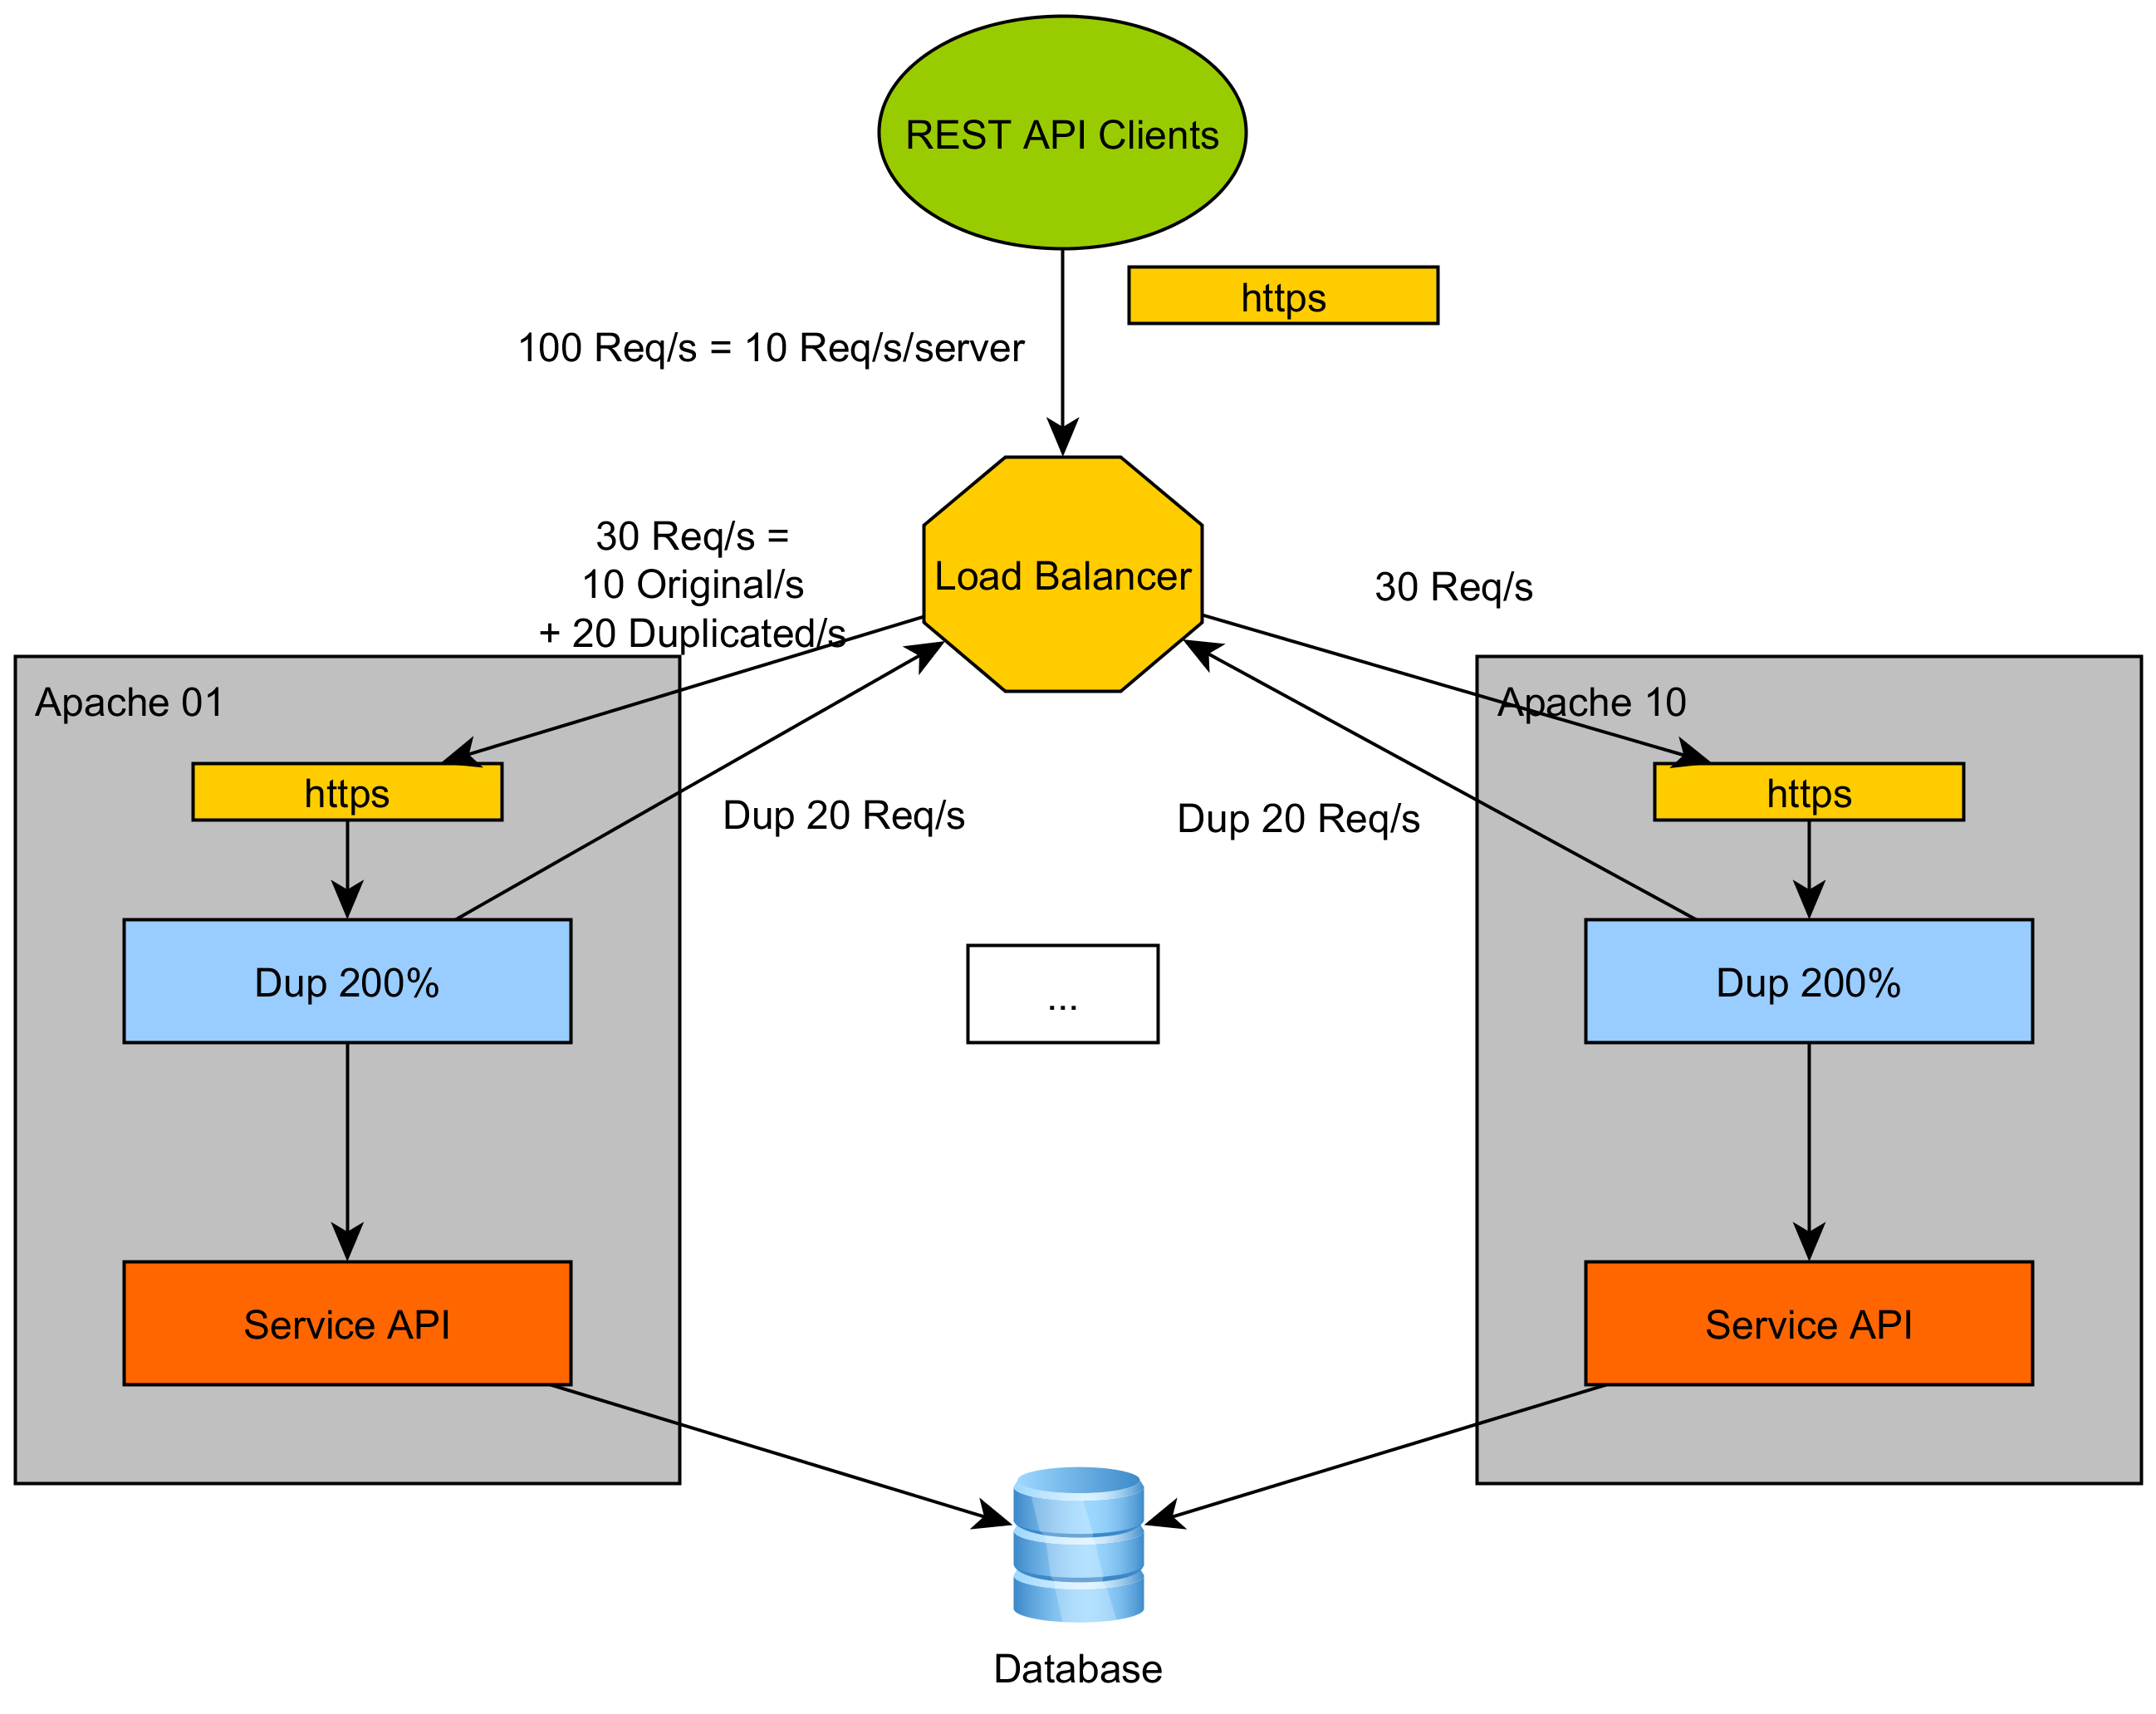 REST API Clients
https
100 Req/s = 10 Req/s/server
30 Req/s =
10 Original/s
+ 20 Duplicated/s
Load Balancer
30 Req/s
Apache 01
Apache 10
https
https
Dup 20 Req/s
Dup 20 Req/s
Dup 200%
...
Dup 200%
Service API
Service API
Database